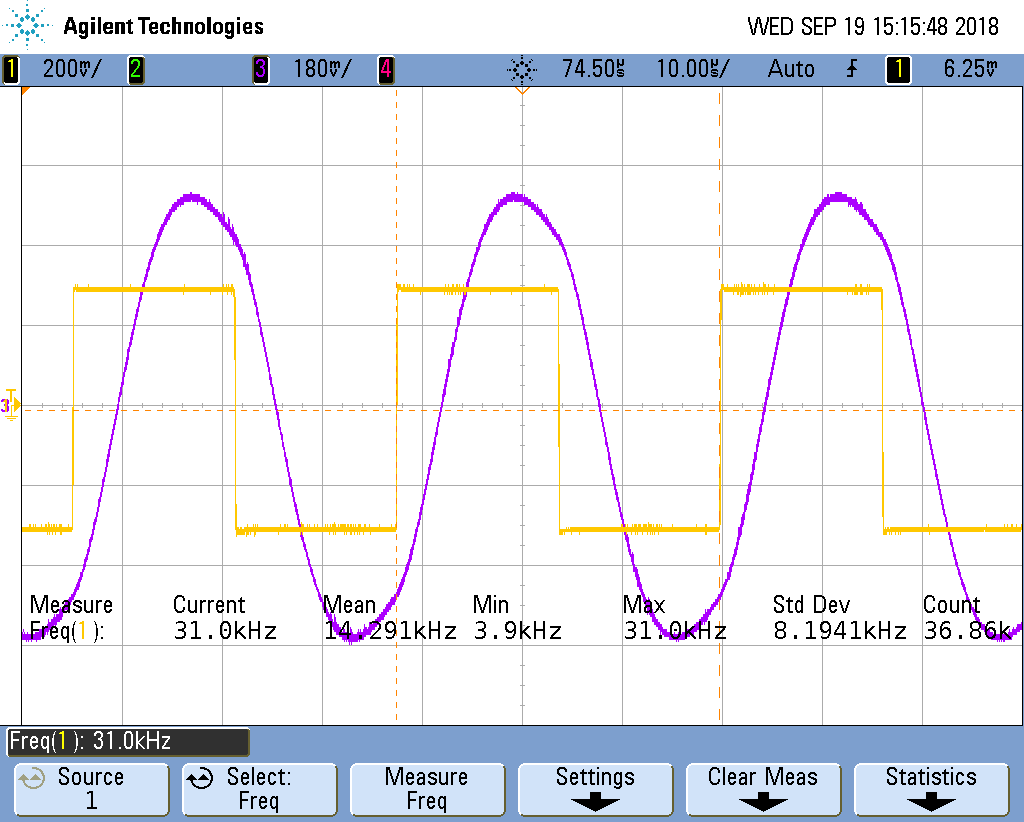 Agilent Technologies WED SEP 19 15:15:48 2018
1 200mV/ 2 3 180mV/ 4 74.50µs 10.00µs/ Auto 1 6.25mV
3
Measure Current Mean Min Max Std Dev Count
Freq(1): 31.0kHz 14.291kHz 3.9kHz 31.0kHz 8.1941kHz 36.86k
Freq(1): 31.0kHz
Source Select: Measure Settings Clear Meas Statistics
1 Freq Freq